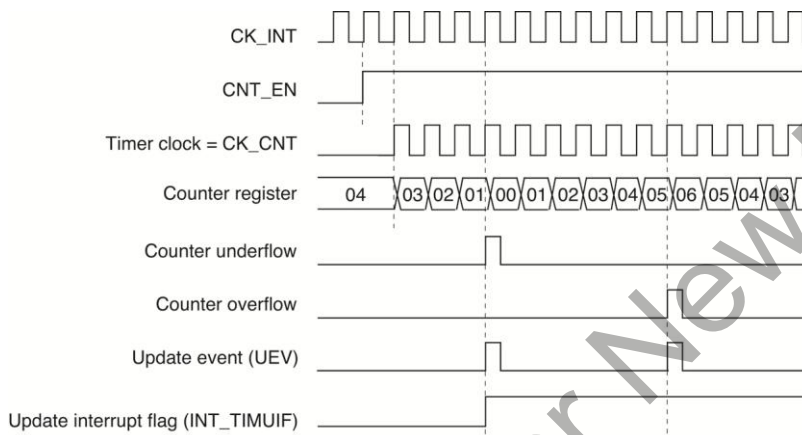 CK_INT
CNT_EN
Timer clock = CK_CNT
Counter register 04 03 02 01 00 01 02 03 04 05 06 05 04 03
Counter underflow
Counter overflow
Update event (UEV)
Update interrupt flag (INT_TIMUIF)
r New